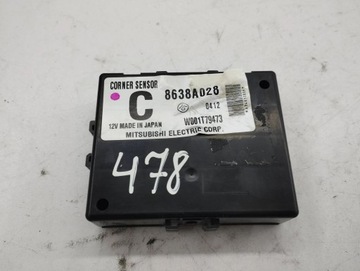 CORNER SENSOR
C
8638A028
0412
12V MADE IN JAPAN
W001T79473
MITSUBISHI ELECTRIC CORP.
478